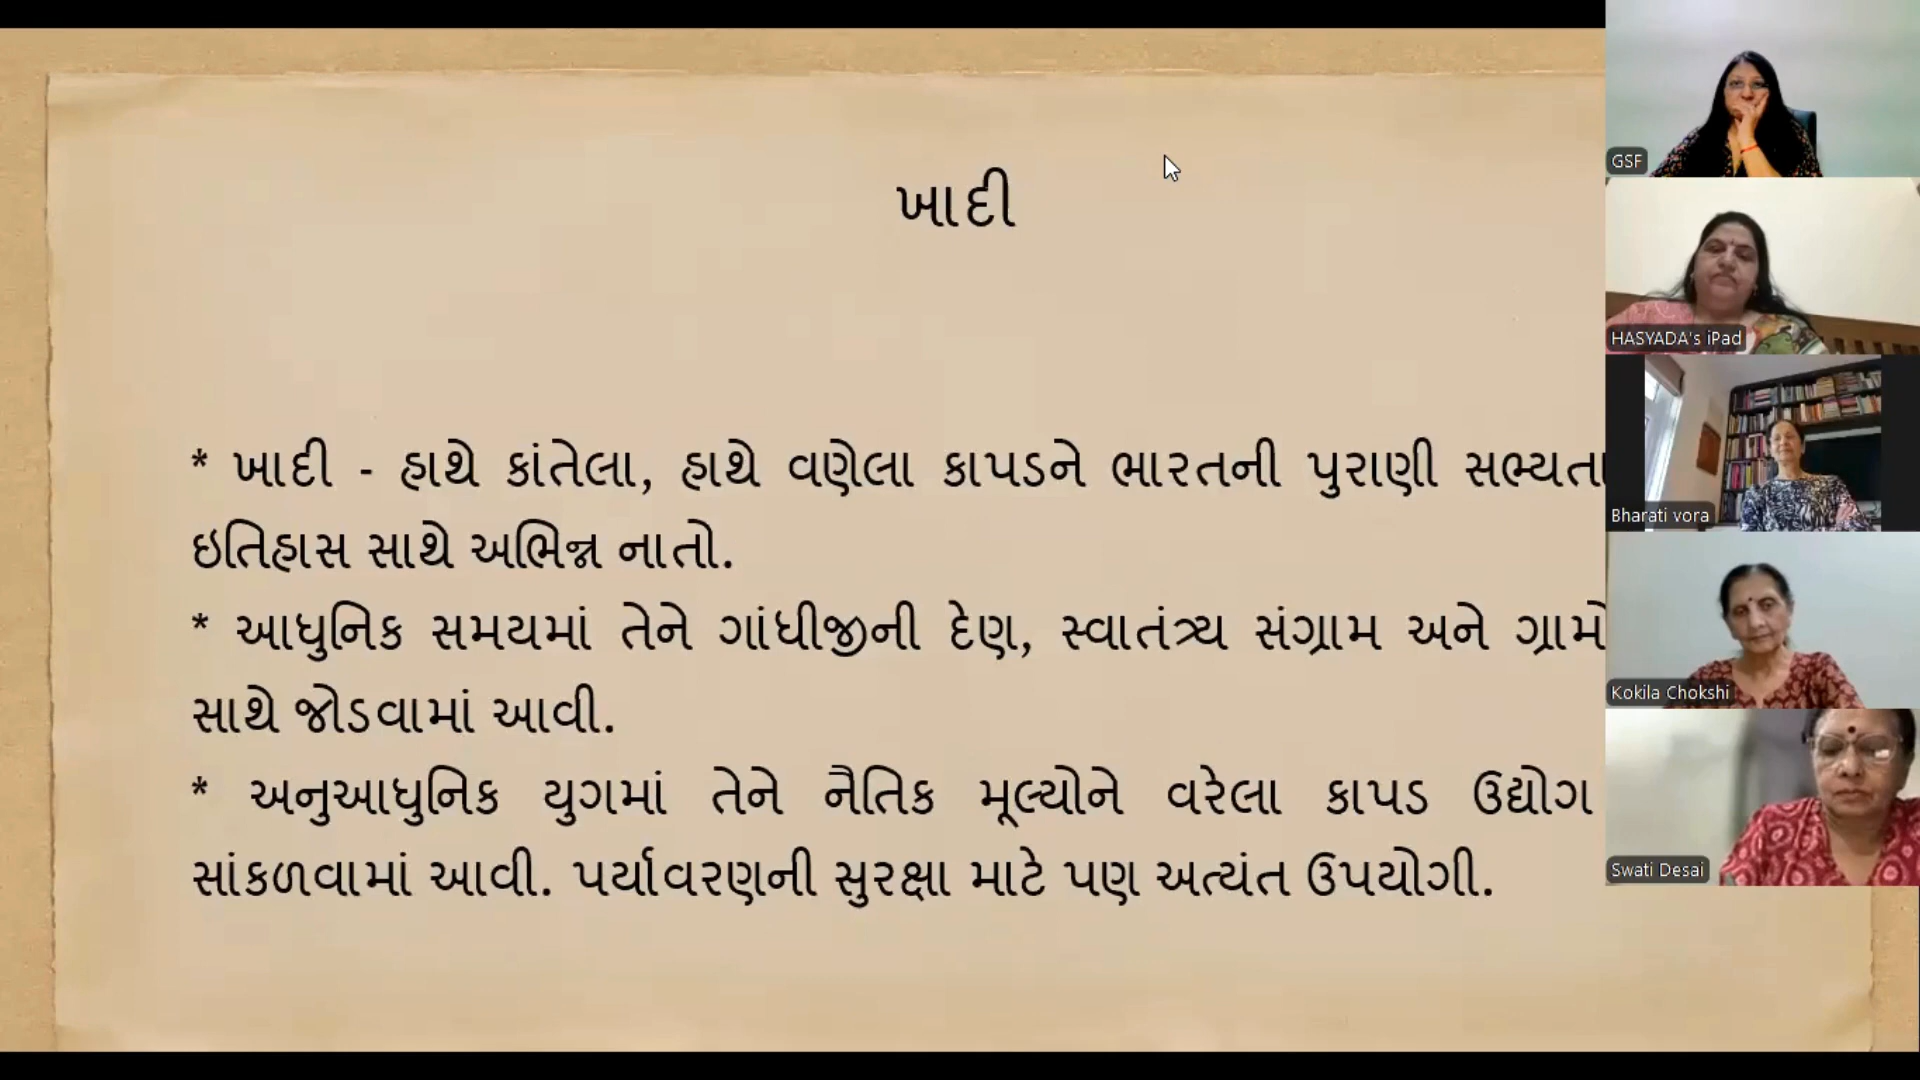 ખાદી
* ખાદી - હાથે કાંતેલા, હાથે વણેલા કાપડને ભારતની પુરાણી સભ્યતા
ઇતિહાસ સાથે અભિન્ન નાતો.
* આધુનિક સમયમાં તેને ગાંધીજીની દેણ, સ્વાતંત્ર્ય સંગ્રામ અને
સાથે જોડવામાં આવી.
* અનુઆધુનિક યુગમાં તેને નૈતિક મૂલ્યોને વરેલા કાપડ ઉદ્યોગ
સાંકળવામાં આવી. પર્યાવરણની સુરક્ષા માટે પણ અત્યંત ઉપયોગી.
GSF
HASYADA's iPad
Bharati vora
Kokila Chokshi
Swati Desai